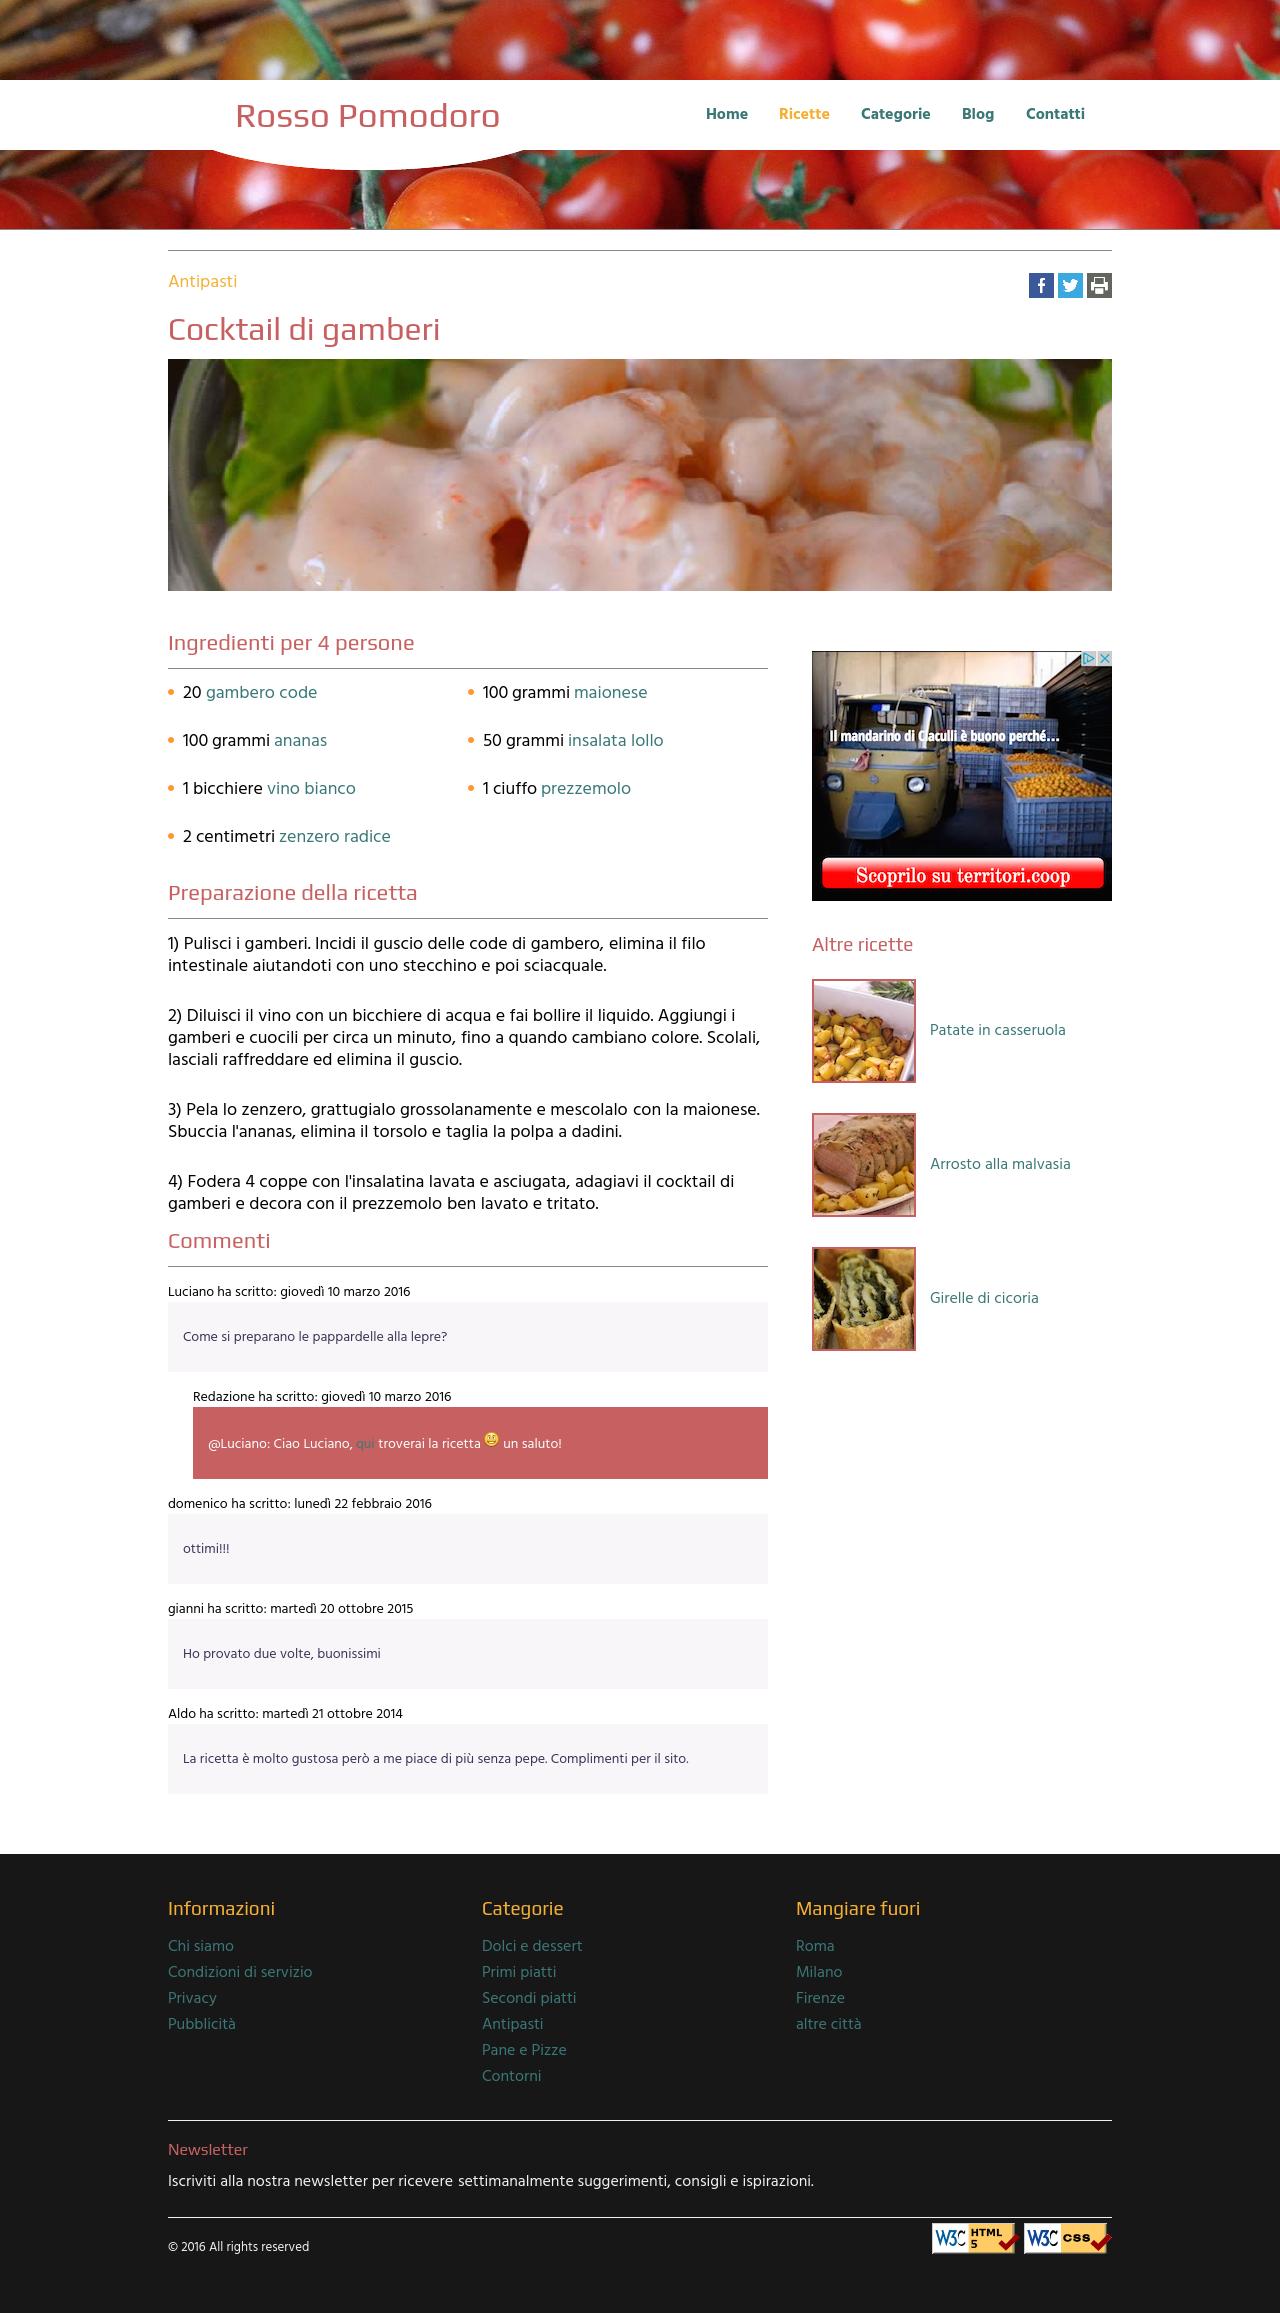 Rosso Pomodoro
Home Ricette Categorie Blog Contatti
Antipasti
Cocktail di gamberi
Ingredienti per 4 persone
20 gambero code
100 grammi maionese
100 grammi ananas
50 grammi insalata lollo
1 bicchiere vino bianco
1 ciuffo prezzemolo
2 centimetri zenzero radice
Preparazione della ricetta
1) Pulisci i gamberi. Incidi il guscio delle code di gambero, elimina il filo
intestinale aiutandoti con uno stecchino e poi sciacquale.
2) Diluisci il vino con un bicchiere di acqua e fai bollire il liquido. Aggiungi i
gamberi e cuocili per circa un minuto, fino a quando cambiano colore. Scolali,
lasciali raffreddare ed elimina il guscio.
3) Pela lo zenzero, grattugialo grossolanamente e mescolalo con la maionese.
Sbuccia l'ananas, elimina il torsolo e taglia la polpa a dadini.
4) Fodera 4 coppe con l'insalatina lavata e asciugata, adagiavi il cocktail di
gamberi e decora con il prezzemolo ben lavato e tritato.
Commenti
Luciano ha scritto: giovedì 10 marzo 2016
Come si preparano le pappardelle alla lepre?
Redazione ha scritto: giovedì 10 marzo 2016
@Luciano: Ciao Luciano, qui troverai la ricetta un saluto!
domenico ha scritto: lunedì 22 febbraio 2016
ottimi!!!
gianni ha scritto: martedì 20 ottobre 2015
Ho provato due volte, buonissimi
Aldo ha scritto: martedì 21 ottobre 2014
La ricetta è molto gustosa però a me piace di più senza pepe. Complimenti per il sito.
Il mandarino di Ciaculli è buono perché...
Scoprilo su territori.coop
Altre ricette
Patate in casseruola
Arrosto alla malvasia
Girelle di cicoria
Informazioni
Chi siamo
Condizioni di servizio
Privacy
Pubblicità
Categorie
Dolci e dessert
Primi piatti
Secondi piatti
Antipasti
Pane e Pizze
Contorni
Mangiare fuori
Roma
Milano
Firenze
altre città
Newsletter
Iscriviti alla nostra newsletter per ricevere settimanalmente suggerimenti, consigli e ispirazioni.
© 2016 All rights reserved
W3C HTML 5
W3C CSS